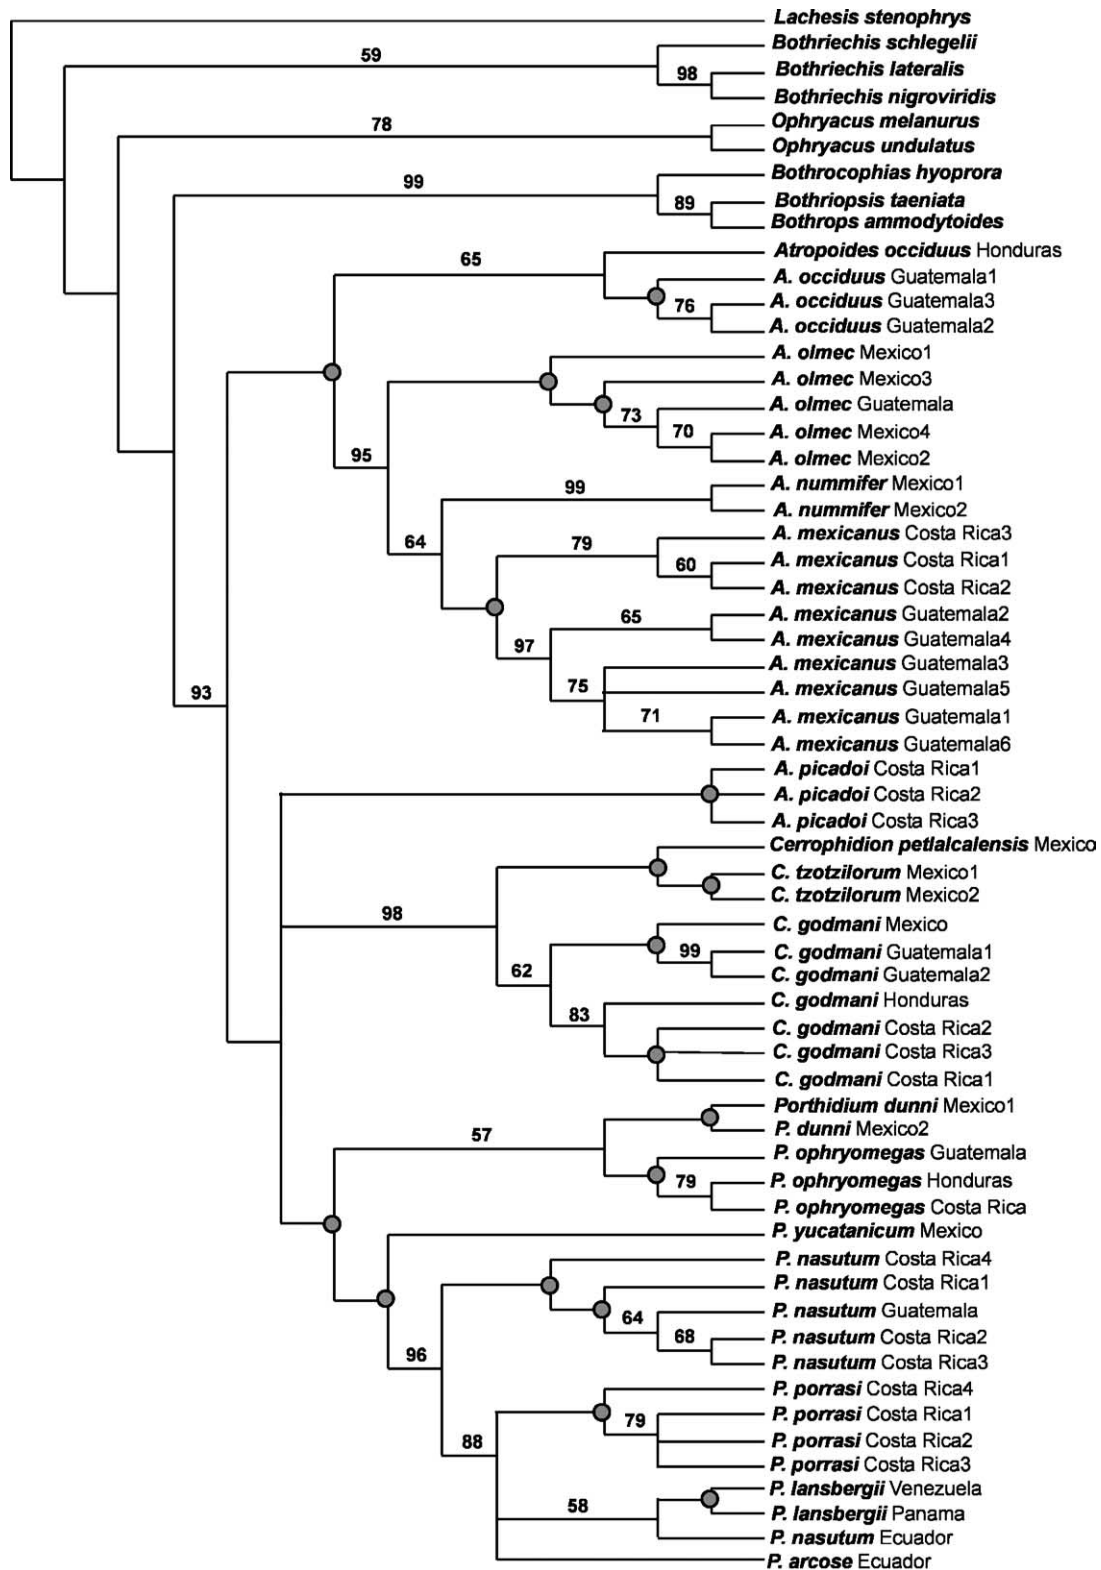 Lachesis stenophrys
59
Bothriechis schlegelii
98
Bothriechis lateralis
Bothriechis nigroviridis
78
Ophryacus melanurus
Ophryacus undulatus
99
Bothrocophias hyoprora
89
Bothriopsis taeniata
Bothrops ammodytoides
65
Atropoides occiduus Honduras
A. occiduus Guatemala1
76
A. occiduus Guatemala3
A. occiduus Guatemala2
A. olmec Mexico1
A. olmec Mexico3
73
A. olmec Guatemala
70
A. olmec Mexico4
95
A. olmec Mexico2
99
A. nummifer Mexico1
A. nummifer Mexico2
64
79
A. mexicanus Costa Rica3
60
A. mexicanus Costa Rica1
A. mexicanus Costa Rica2
65
A. mexicanus Guatemala2
97
A. mexicanus Guatemala4
A. mexicanus Guatemala3
93
75
A. mexicanus Guatemala5
71
A. mexicanus Guatemala1
A. mexicanus Guatemala6
A. picadoi Costa Rica1
A. picadoi Costa Rica2
A. picadoi Costa Rica3
Cerrophidion petlalcalensis Mexico
C. tzotzilorum Mexico1
98
C. tzotzilorum Mexico2
C. godmani Mexico
99
C. godmani Guatemala1
62
C. godmani Guatemala2
83
C. godmani Honduras
C. godmani Costa Rica2
C. godmani Costa Rica3
C. godmani Costa Rica1
Porthidium dunni Mexico1
57
P. dunni Mexico2
P. ophryomegas Guatemala
79
P. ophryomegas Honduras
P. ophryomegas Costa Rica
P. yucatanicum Mexico
P. nasutum Costa Rica4
P. nasutum Costa Rica1
64
P. nasutum Guatemala
68
P. nasutum Costa Rica2
96
P. nasutum Costa Rica3
P. porrasi Costa Rica4
79
P. porrasi Costa Rica1
88
P. porrasi Costa Rica2
P. porrasi Costa Rica3
P. lansbergii Venezuela
58
P. lansbergii Panama
P. nasutum Ecuador
P. arcose Ecuador